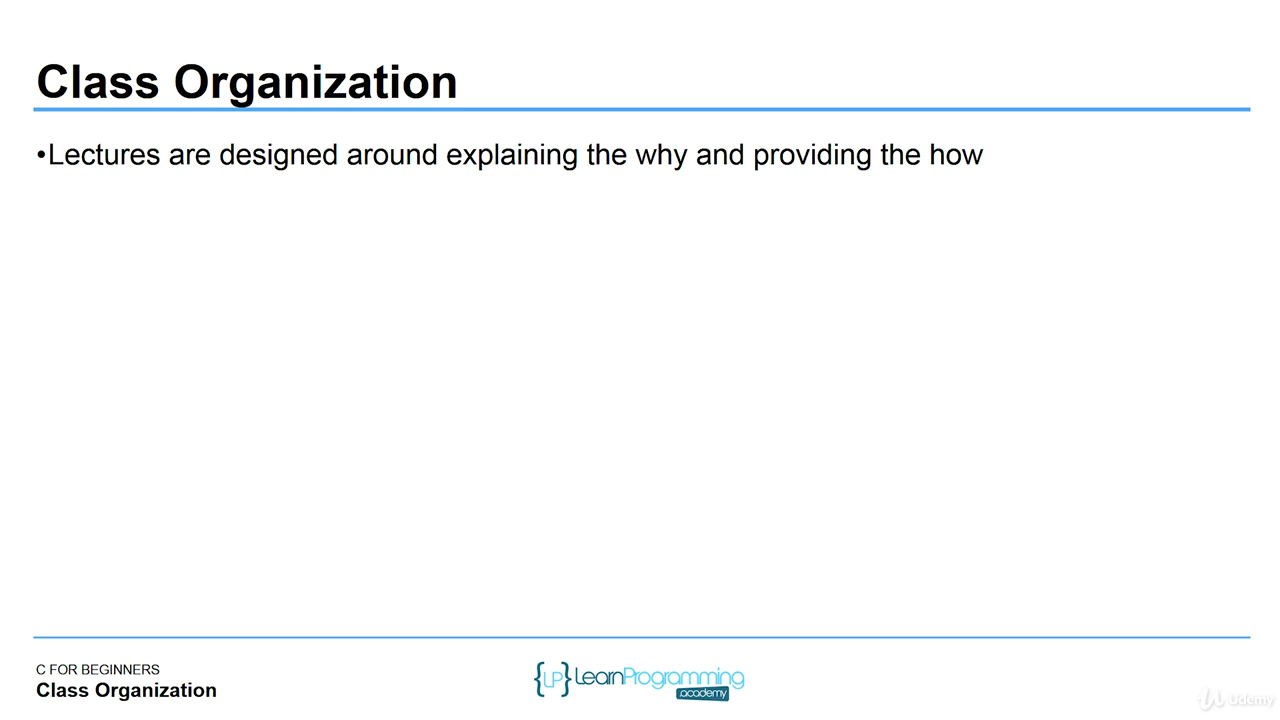 Class Organization
•Lectures are designed around explaining the why and providing the how
C FOR BEGINNERS
Class Organization
{LP} LearnProgramming
.academy
Udemy